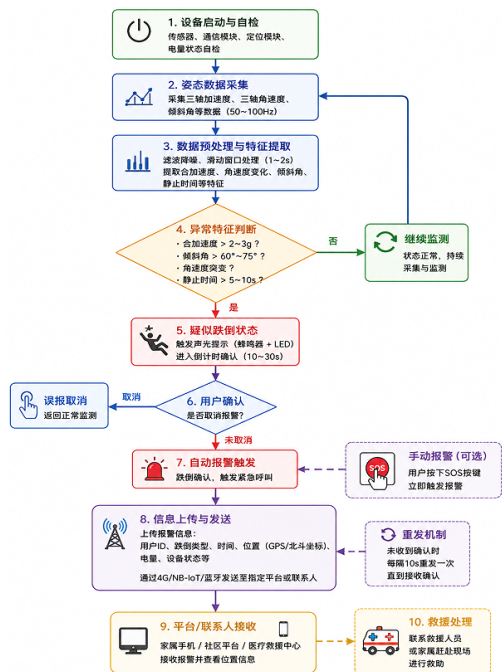 1. 设备启动与自检
传感器、通信模块、定位模块、
电量状态自检
2. 姿态数据采集
采集三轴加速度、三轴角速度、
倾斜角等数据（50~100Hz）
3. 数据预处理与特征提取
滤波降噪、滑动窗口处理（1~2s）
提取合加速度、角速度变化、倾斜角、
静止时间等特征
4. 异常特征判断
· 合加速度 > 2~3g ?
· 倾斜角 > 60°~75° ?
· 角速度突变 ?
· 静止时间 > 5~10s ?
否
继续监测
状态正常，持续
采集与监测
是
5. 疑似跌倒状态
触发声光提示（蜂鸣器 + LED）
进入倒计时确认（10~30s）
6. 用户确认
是否取消报警?
取消
误报取消
返回正常监测
未取消
7. 自动报警触发
跌倒确认，触发紧急呼叫
SOS
手动报警（可选）
用户按下SOS按键
立即触发报警
8. 信息上传与发送
上传报警信息：
用户ID、跌倒类型、时间、位置（GPS/北斗坐标）、
电量、设备状态等
通过4G/NB-IoT/蓝牙发送至指定平台或联系人
重发机制
未收到确认时
每隔10s重发一次
直到接收确认
9. 平台/联系人接收
家属手机 / 社区平台 / 医疗救援中心
接收报警并查看位置信息
10. 救援处理
联系救援人员
或家属赶赴现场
进行救助